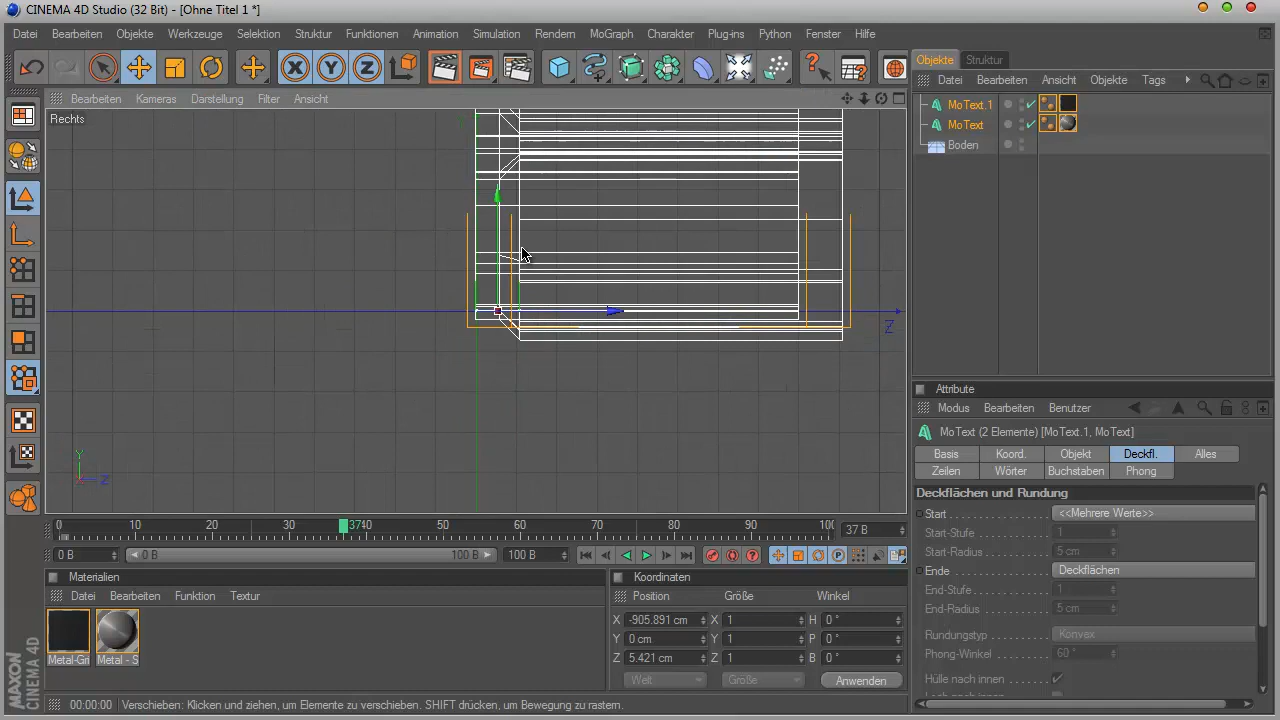 CINEMA 4D Studio (32 Bit) - [Ohne Titel 1 *]
Datei Bearbeiten Objekte Werkzeuge Selektion Struktur Funktionen Animation Simulation Rendern MoGraph Charakter Plug-ins Python Fenster Hilfe
X Y Z
Objekte Struktur
Bearbeiten Kameras Darstellung Filter Ansicht
Datei Bearbeiten Ansicht Objekte Tags
Rechts
MoText.1
MoText
Boden
Z
Y
Z
Attribute
Modus Bearbeiten Benutzer
MoText (2 Elemente) [MoText.1, MoText]
Basis Koord. Objekt Deckfl. Alles
Zeilen Wörter Buchstaben Phong
Deckflächen und Rundung
Start <<Mehrere Werte>>
Start-Stufe 1
Start-Radius 5 cm
Ende Deckflächen
End-Stufe 1
End-Radius 5 cm
Rundungstyp Konvex
Phong-Winkel 60 °
Hülle nach innen
0 10 20 30 3740 50 60 70 80 90 100 37 B
0 B 0 B 100 B 100 B
P
Materialien
Datei Bearbeiten Funktion Textur
Metal-Gri
Metal - S
Koordinaten
Position Größe Winkel
X -905.891 cm X 1 H 0 °
Y 0 cm Y 1 P 0 °
Z 5.421 cm Z 1 B 0 °
Welt Größe Anwenden
MAXON
CINEMA 4D
00:00:00 Verschieben: Klicken und ziehen, um Elemente zu verschieben. SHIFT drücken, um Bewegung zu rastern.